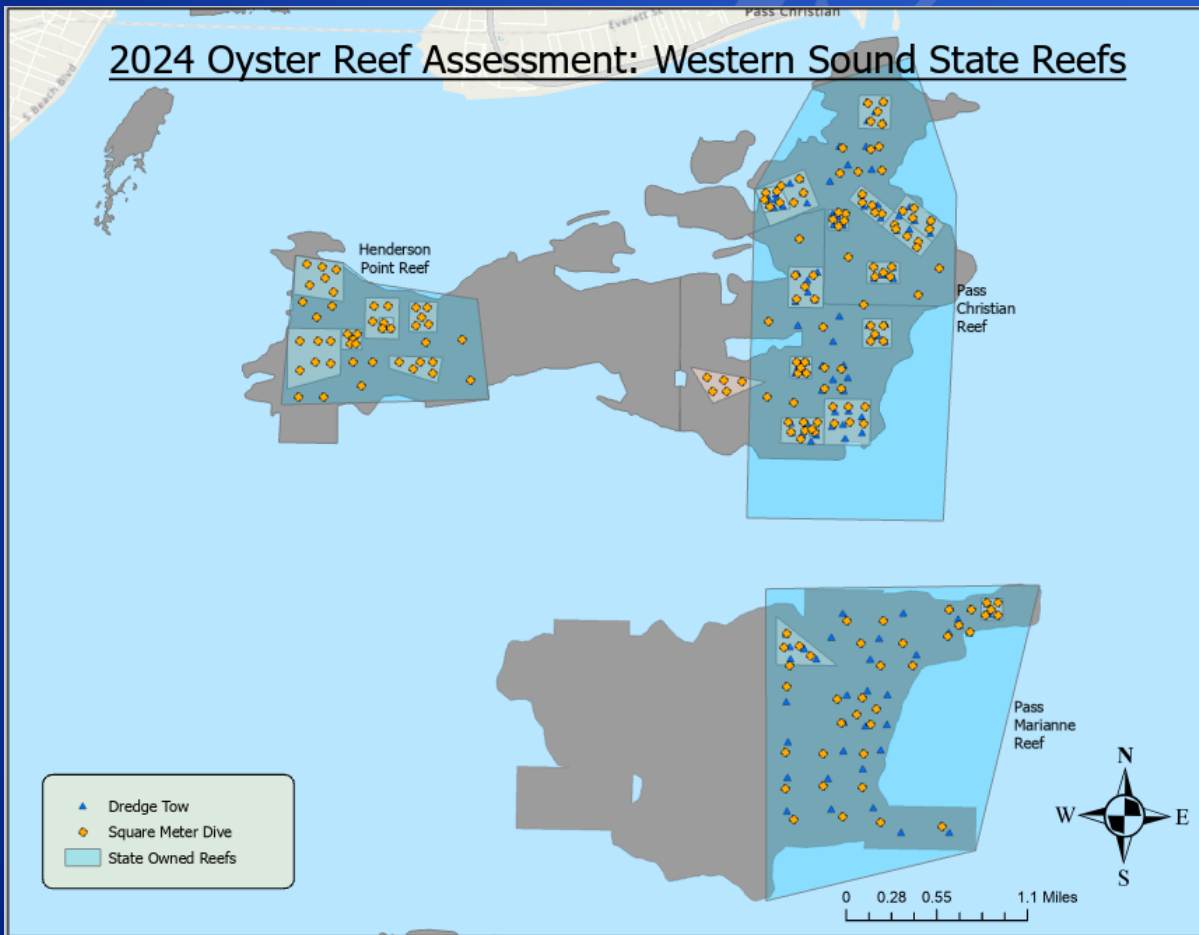 Pass Christian
Everett St
S Beach Blvd
2024 Oyster Reef Assessment: Western Sound State Reefs
Henderson
Point Reef
Pass
Christian
Reef
Pass
Marianne
Reef
Dredge Tow
Square Meter Dive
State Owned Reefs
N
W
E
S
0 0.28 0.55 1.1 Miles